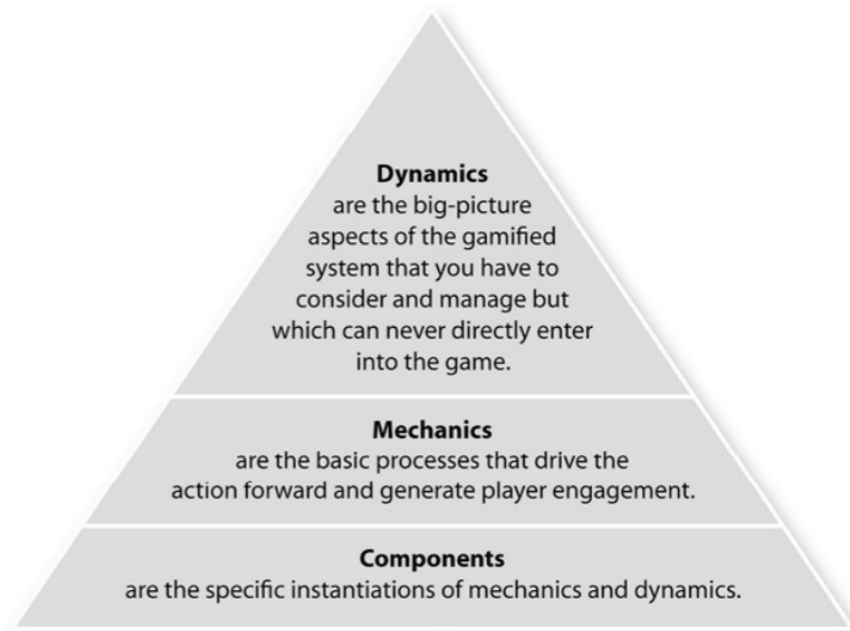 Dynamics
are the big-picture
aspects of the gamified
system that you have to
consider and manage but
which can never directly enter
into the game.
Mechanics
are the basic processes that drive the
action forward and generate player engagement.
Components
are the specific instantiations of mechanics and dynamics.